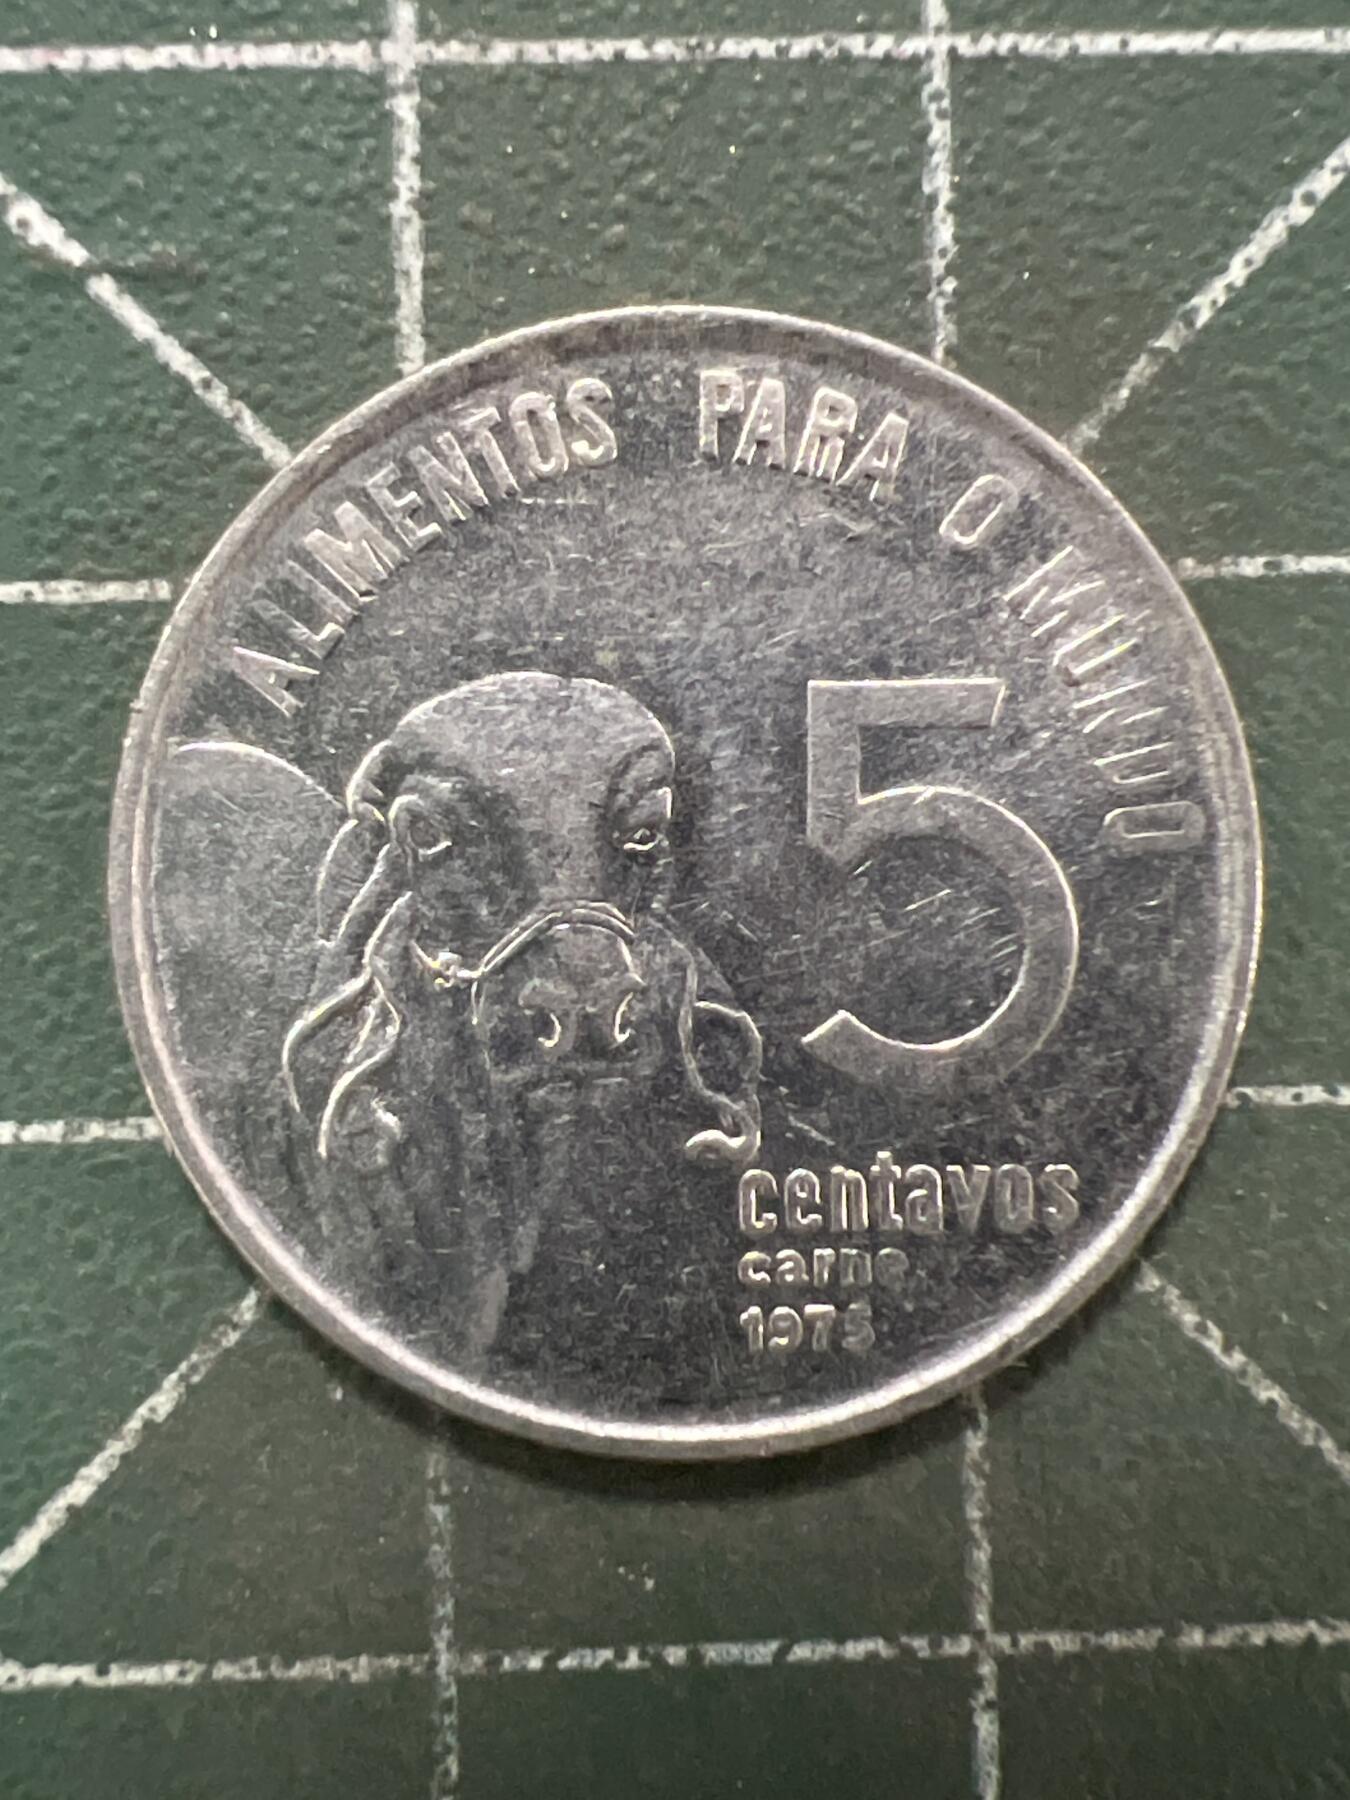 ALIMENTOS PARA O MUNDO
5
centavos
carne
1975